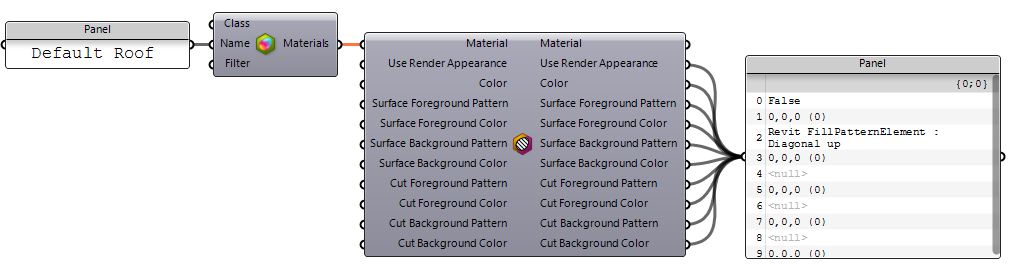 Panel
Default Roof
Class
Name
Filter
Materials
Material
Use Render Appearance
Color
Surface Foreground Pattern
Surface Foreground Color
Surface Background Pattern
Surface Background Color
Cut Foreground Pattern
Cut Foreground Color
Cut Background Pattern
Cut Background Color
Material
Use Render Appearance
Color
Surface Foreground Pattern
Surface Foreground Color
Surface Background Pattern
Surface Background Color
Cut Foreground Pattern
Cut Foreground Color
Cut Background Pattern
Cut Background Color
Panel
{0;0}
0 False
1 0,0,0 (0)
2 Revit FillPatternElement :
Diagonal up
3 0,0,0 (0)
4 <null>
5 0,0,0 (0)
6 <null>
7 0,0,0 (0)
8 <null>
9 0,0,0 (0)